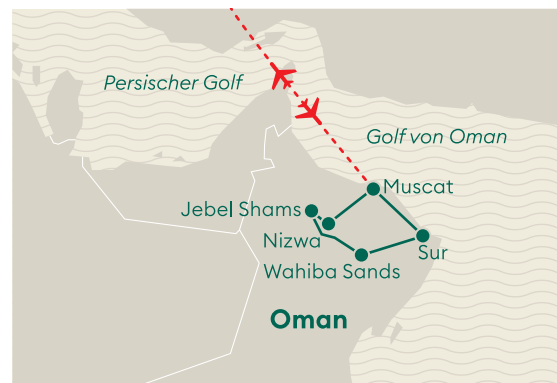 Persischer Golf
Golf von Oman
Muscat
Jebel Shams
Nizwa
Sur
Wahiba Sands
Oman